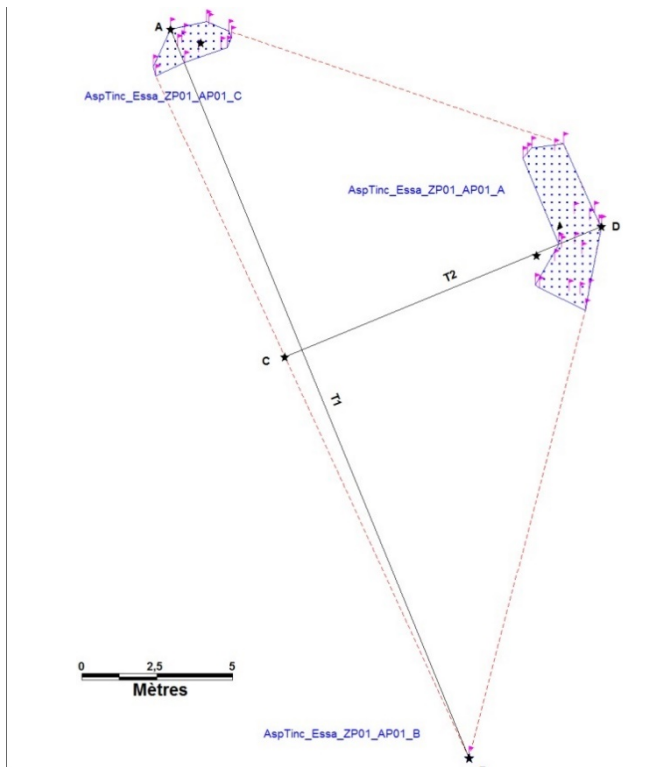 A
AspTinc_Essa_ZP01_AP01_C
AspTinc_Essa_ZP01_AP01_A
D
T2
C
T1
0 2,5 5
Mètres
AspTinc_Essa_ZP01_AP01_B